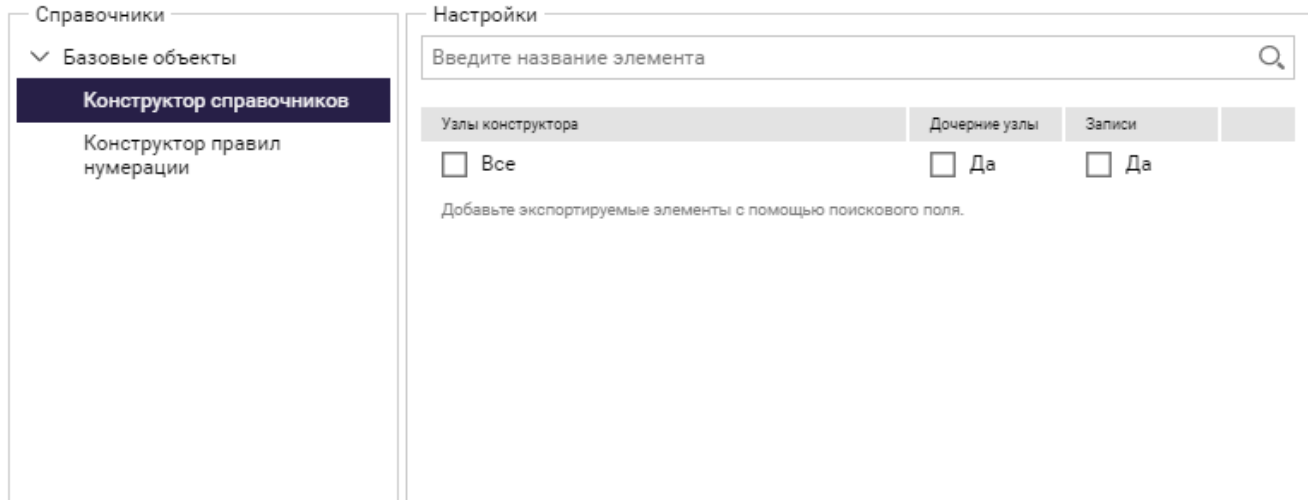 Справочники
Базовые объекты
Конструктор справочников
Конструктор правил
нумерации
Настройки
Введите название элемента
Узлы конструктора Дочерние узлы Записи
Все Да Да
Добавьте экспортируемые элементы с помощью поискового поля.